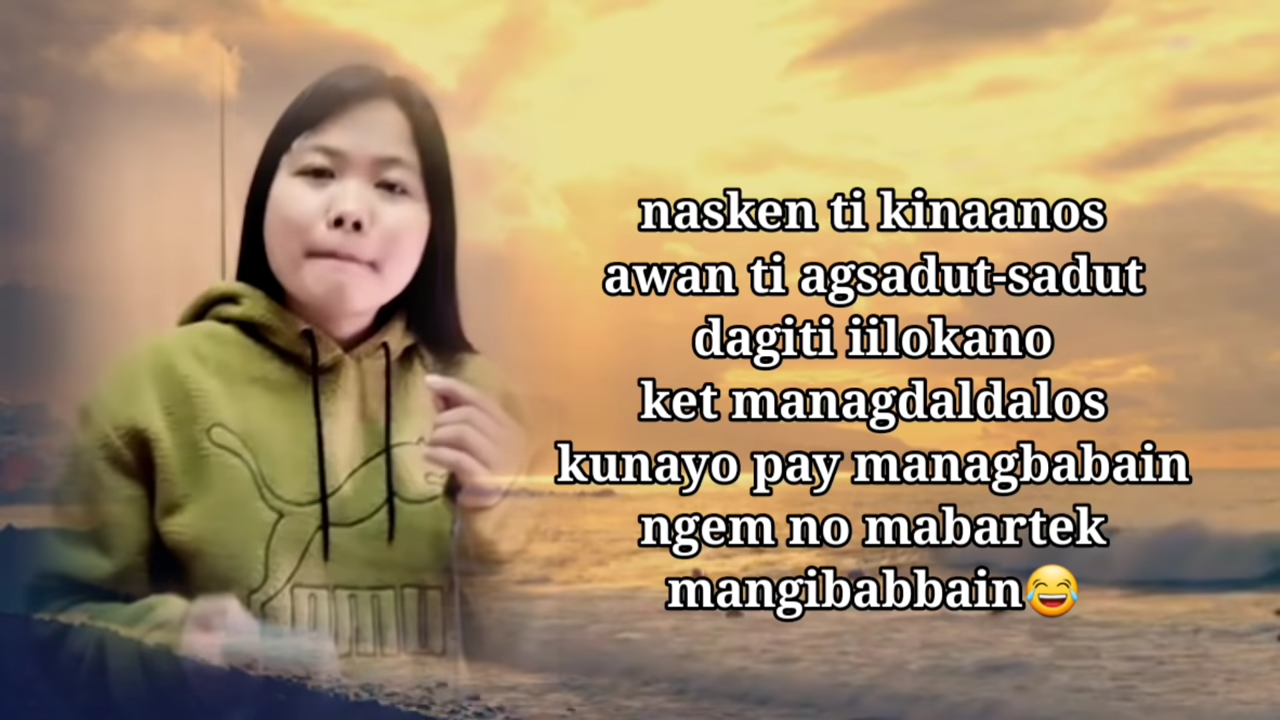 nasken ti kinaanos
awan ti agsadut-sadut
dagiti iilokano
ket managdaldalos
kunayo pay managbabain
ngem no mabartek
mangibabbain😂